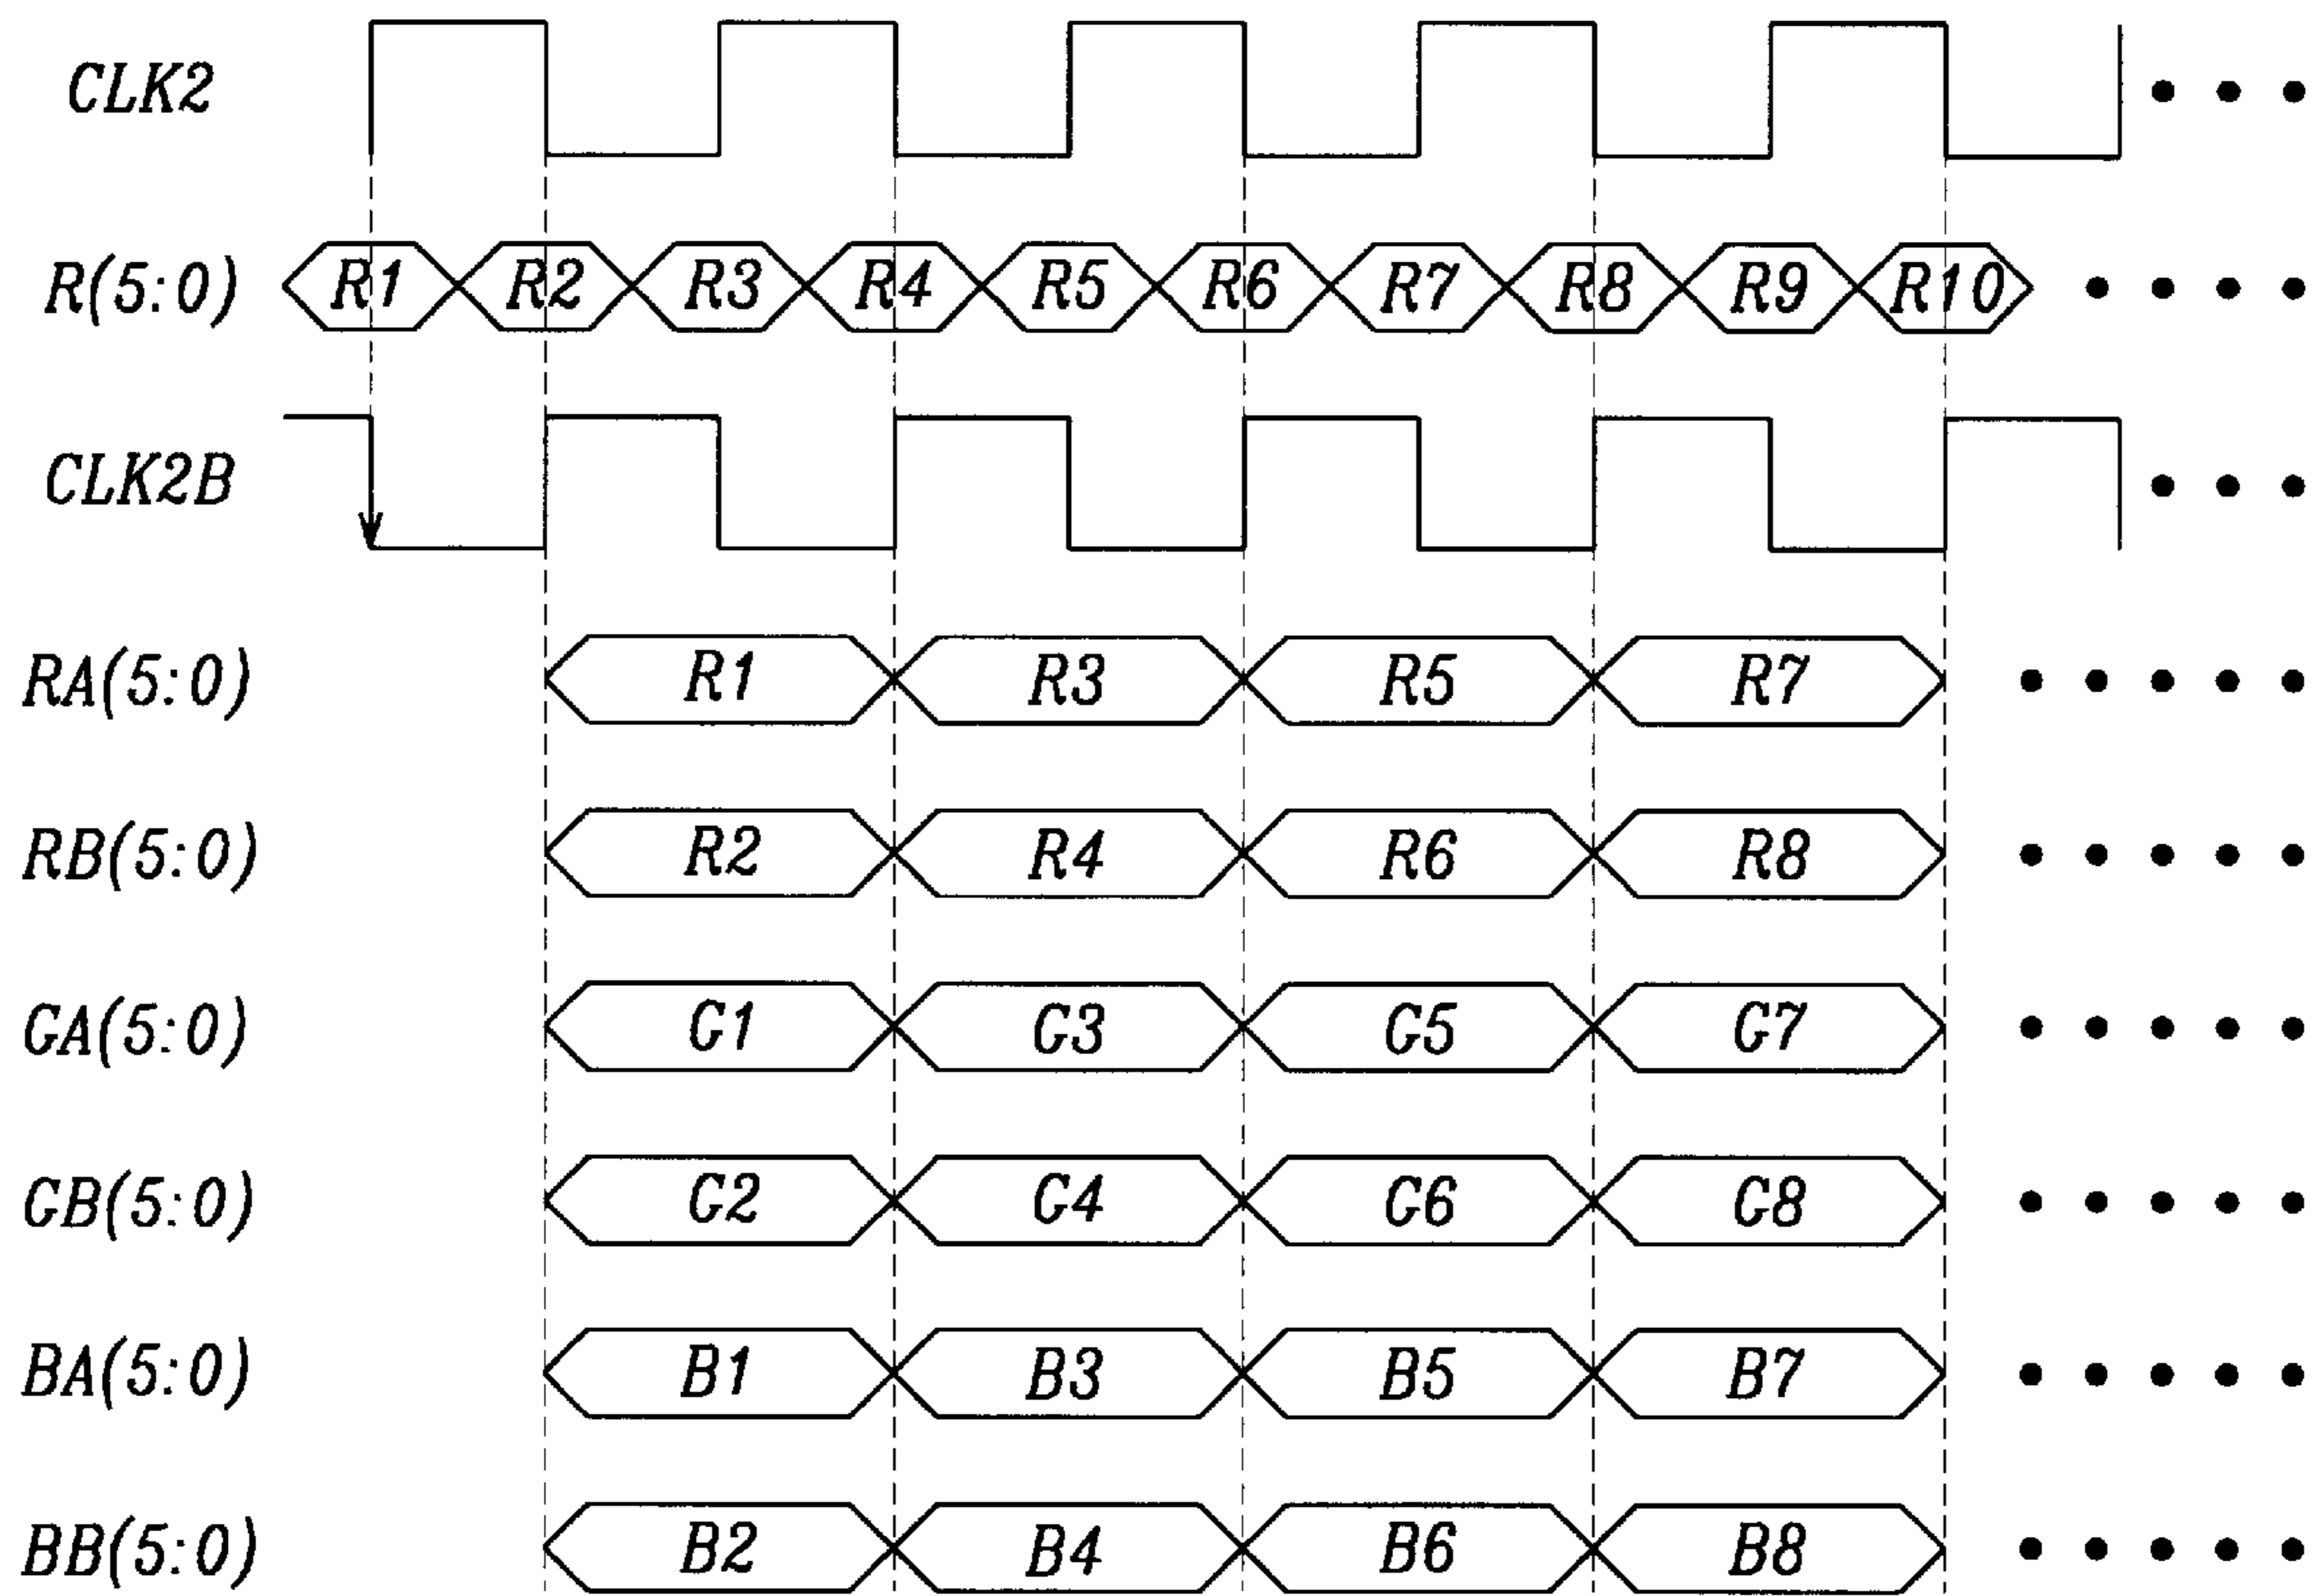 CLK2
R(5:0) R1 R2 R3 R4 R5 R6 R7 R8 R9 R10
CLK2B
RA(5:0) R1 R3 R5 R7
RB(5:0) R2 R4 R6 R8
GA(5:0) G1 G3 G5 G7
GB(5:0) G2 G4 G6 G8
BA(5:0) B1 B3 B5 B7
BB(5:0) B2 B4 B6 B8